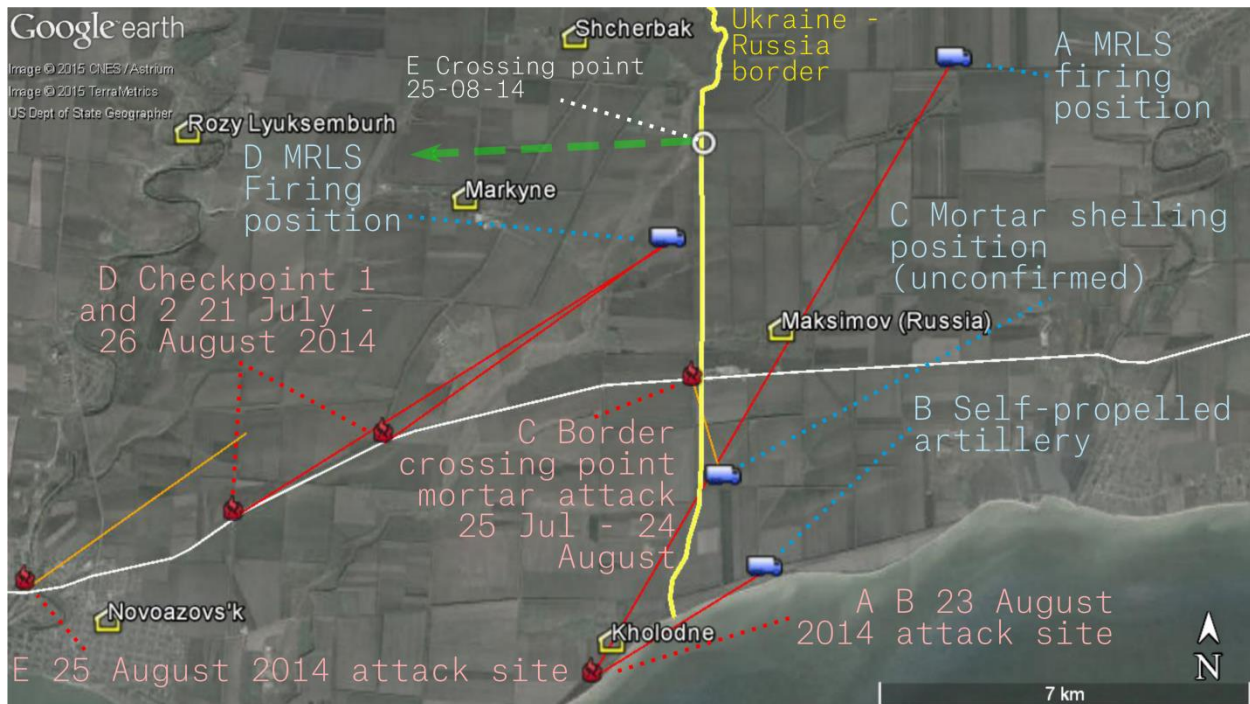 Google earth
Image © 2015 CNES / Astrium
Image © 2015 TerraMetrics
US Dept of State Geographer
Shcherbak
Ukraine -
Russia
border
A MRLS
firing
position
E Crossing point
25-08-14
Rozy Lyuksemburh
D MRLS
Firing
position
Markyne
C Mortar shelling
position
(unconfirmed)
D Checkpoint 1
and 2 21 July -
26 August 2014
Maksimov (Russia)
B Self-propelled
artillery
C Border
crossing point
mortar attack
25 Jul - 24
August
Novoazovs'k
Kholodne
A B 23 August
2014 attack site
E 25 August 2014 attack site
N
7 km